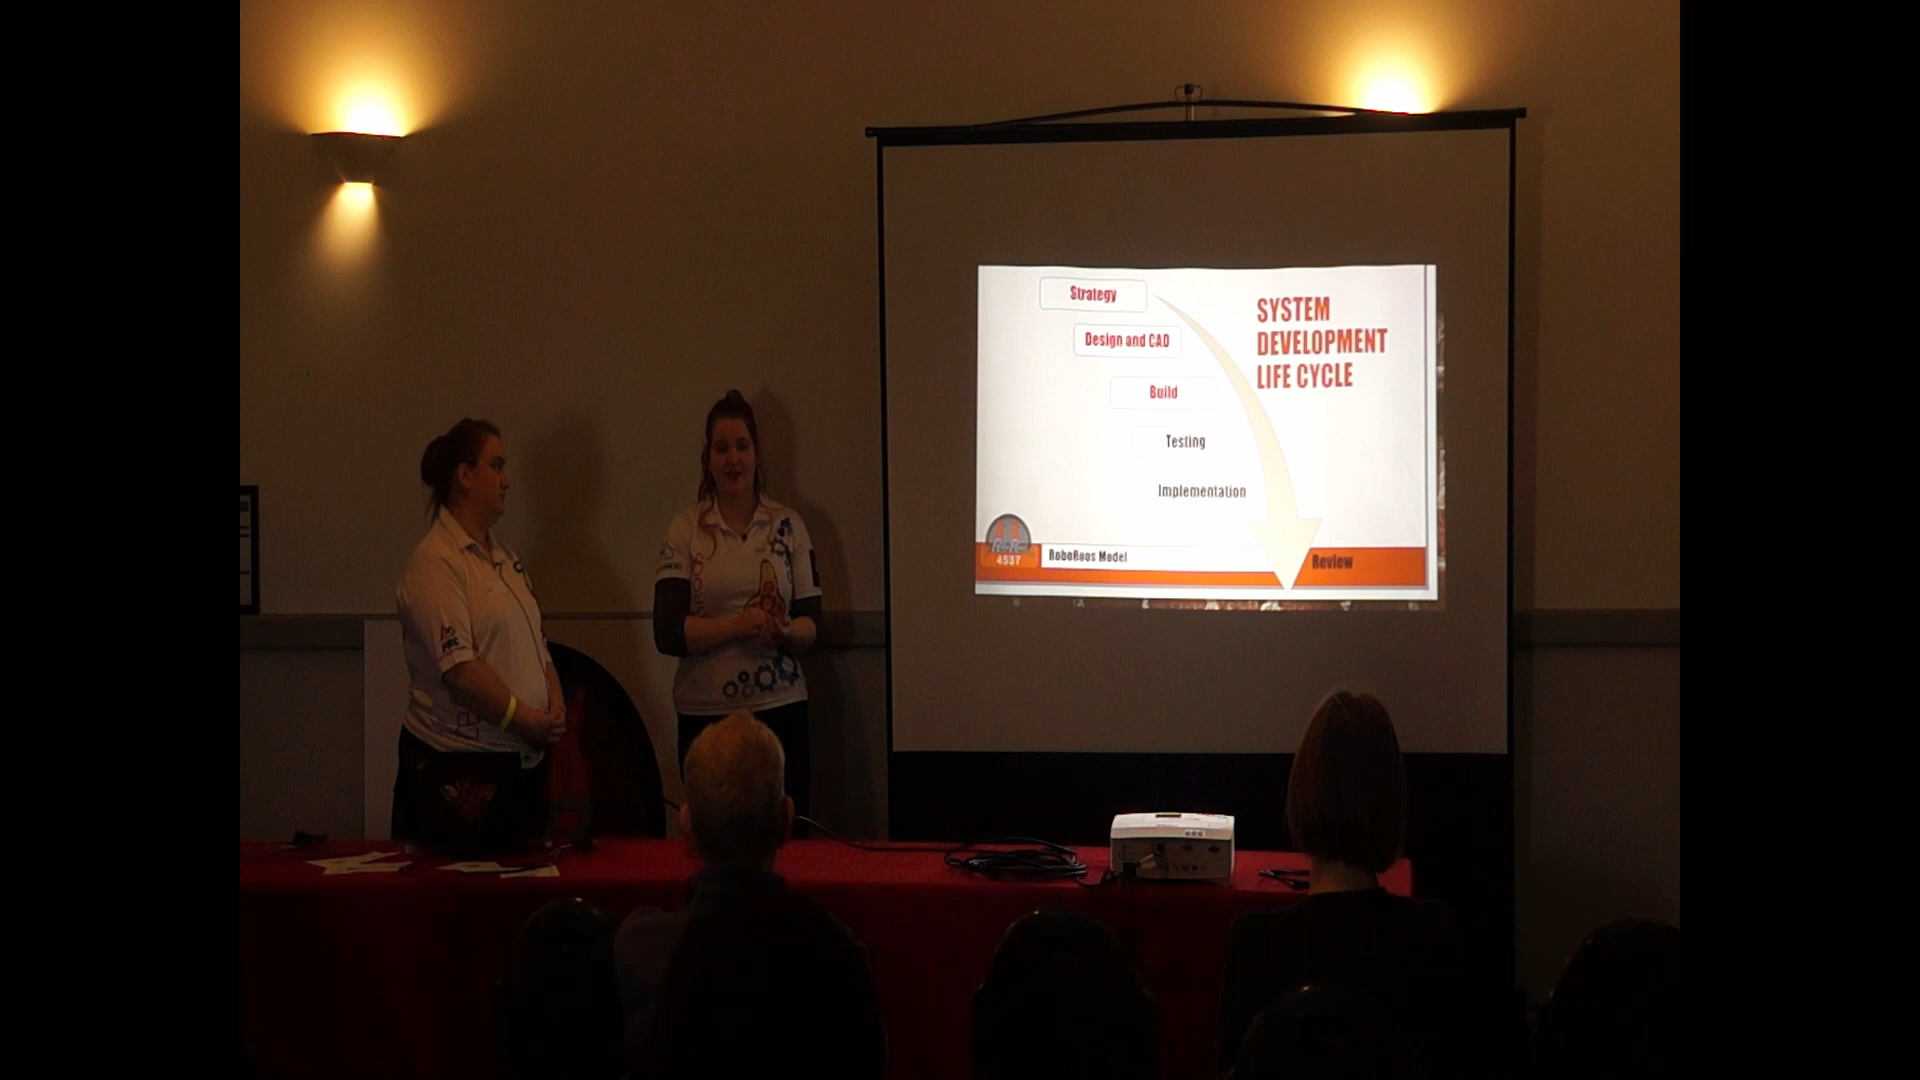 Strategy
Design and CAD
Build
Testing
Implementation
SYSTEM
DEVELOPMENT
LIFE CYCLE
4537
RoboRoos Model
Review